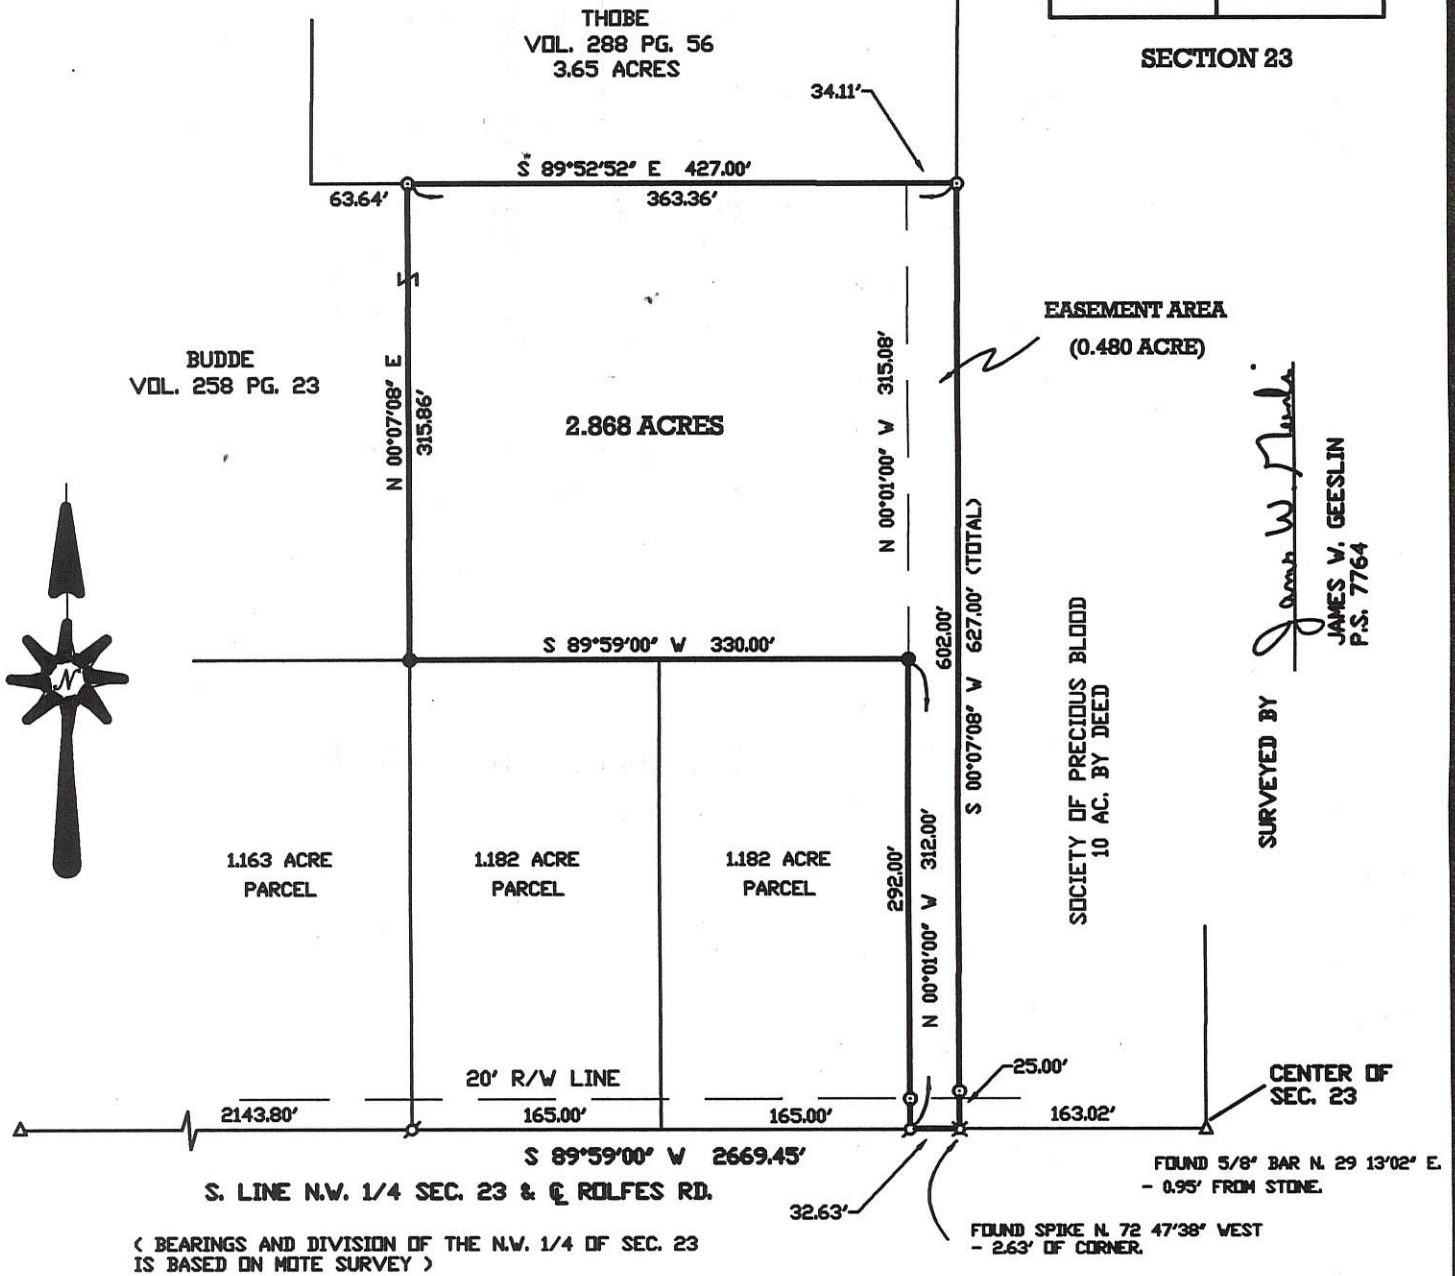 THOBE
VOL. 288 PG. 56
3.65 ACRES
SECTION 23
34.11'
S 89°52'52" E 427.00'
63.64'
363.36'
EASEMENT AREA
(0.480 ACRE)
BUDDE
VOL. 258 PG. 23
N 00°07'08" E
315.86'
2.868 ACRES
N 00°01'00" W 315.08'
S 00°07'08" W 627.00' (TOTAL)
602.00'
SOCIETY OF PRECIOUS BLOOD
10 AC. BY DEED
SURVEYED BY
James W.
JAMES W. GEESLIN
P.S. 7764
N
S 89°59'00" W 330.00'
1.163 ACRE
PARCEL
1.182 ACRE
PARCEL
1.182 ACRE
PARCEL
292.00'
N 00°01'00" W 312.00'
20' R/W LINE
25.00'
CENTER OF
SEC. 23
2143.80'
165.00'
165.00'
163.02'
S 89°59'00" W 2669.45'
S. LINE N.W. 1/4 SEC. 23 & ℄ ROLFES RD.
32.63'
FOUND 5/8" BAR N. 29 13'02" E.
- 0.95' FROM STONE.
FOUND SPIKE N. 72 47'38" WEST
- 2.63' OF CORNER.
( BEARINGS AND DIVISION OF THE N.W. 1/4 OF SEC. 23
IS BASED ON MOTE SURVEY )